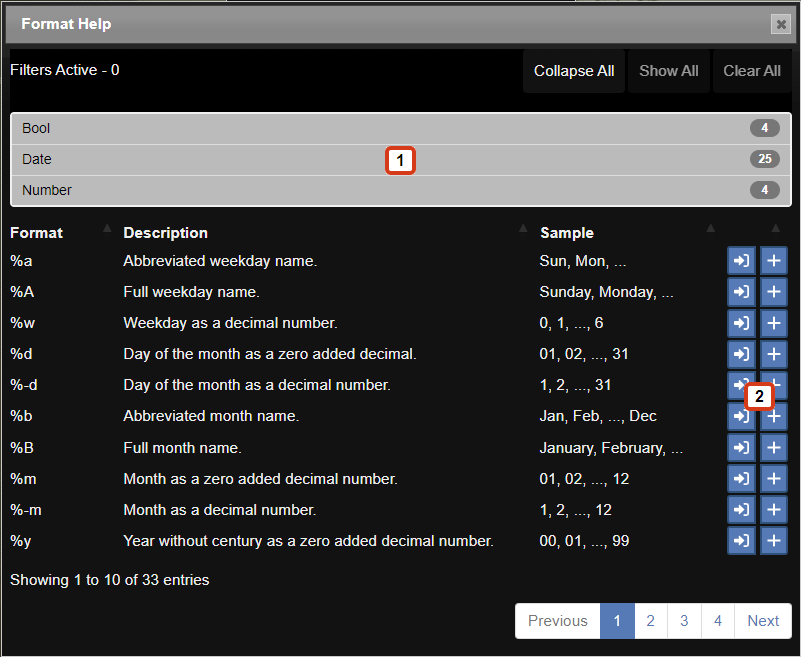 Format Help
Filters Active - 0 Collapse All Show All Clear All
Bool 4
Date 1 25
Number 4
Format Description Sample
%a Abbreviated weekday name. Sun, Mon, ...
%A Full weekday name. Sunday, Monday, ...
%w Weekday as a decimal number. 0, 1, ..., 6
%d Day of the month as a zero added decimal. 01, 02, ..., 31
%-d Day of the month as a decimal number. 1, 2, ..., 31
2
%b Abbreviated month name. Jan, Feb, ..., Dec
%B Full month name. January, February, ...
%m Month as a zero added decimal number. 01, 02, ..., 12
%-m Month as a decimal number. 1, 2, ..., 12
%y Year without century as a zero added decimal number. 00, 01, ..., 99
Showing 1 to 10 of 33 entries
Previous 1 2 3 4 Next